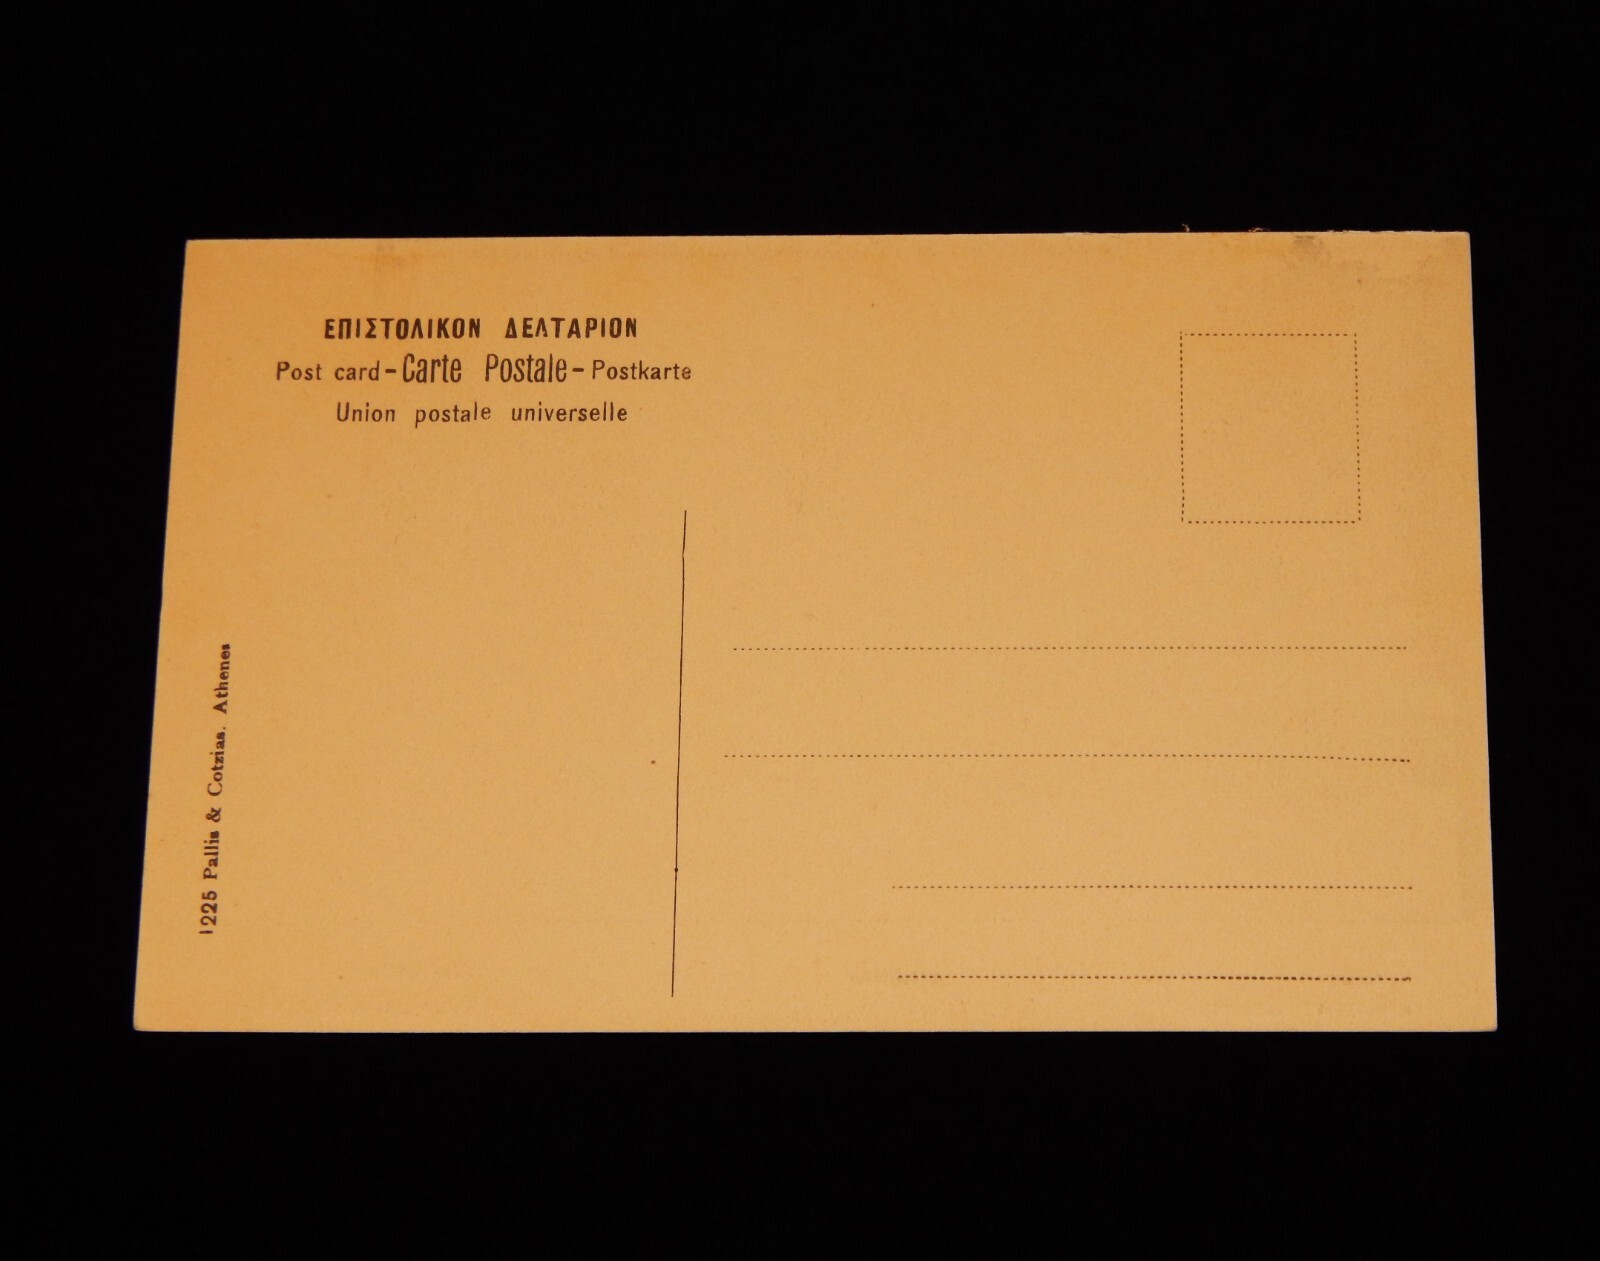 ΕΠΙΣΤΟΛΙΚΟΝ ΔΕΛΤΑΡΙΟΝ
Post card - Carte Postale - Postkarte
Union postale universelle
1225 Pallis & Cotzias. Athenes